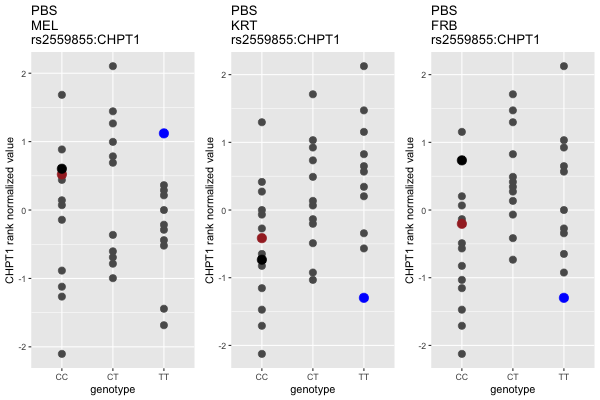 PBS
MEL
rs2559855:CHPT1
CHPT1 rank normalized value
2
1
0
-1
-2
CC
CT
TT
genotype
PBS
KRT
rs2559855:CHPT1
CHPT1 rank normalized value
2
1
0
-1
-2
CC
CT
TT
genotype
PBS
FRB
rs2559855:CHPT1
CHPT1 rank normalized value
2
1
0
-1
-2
CC
CT
TT
genotype